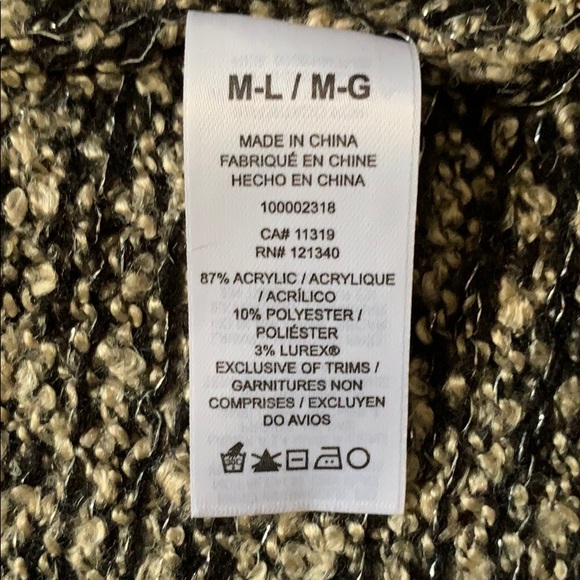 M-L / M-G
MADE IN CHINA
FABRIQUÉ EN CHINE
HECHO EN CHINA
100002318
CA# 11319
RN# 121340
87% ACRYLIC / ACRYLIQUE
/ ACRÍLICO
10% POLYESTER /
POLIÉSTER
3% LUREX®
EXCLUSIVE OF TRIMS /
GARNITURES NON
COMPRISES / EXCLUYEN
DO AVIOS